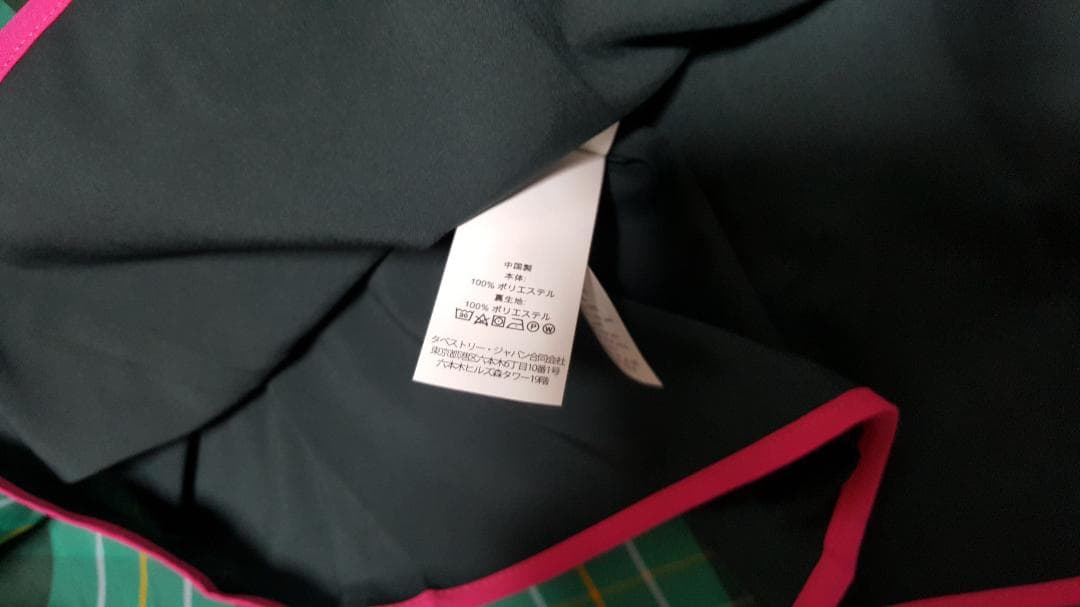 中国製
本体:
100% ポリエステル
裏生地:
100% ポリエステル
30 P W
タペストリー・ジャパン合同会社
東京都港区六本木6丁目10番1号
六本木ヒルズ森タワー19階